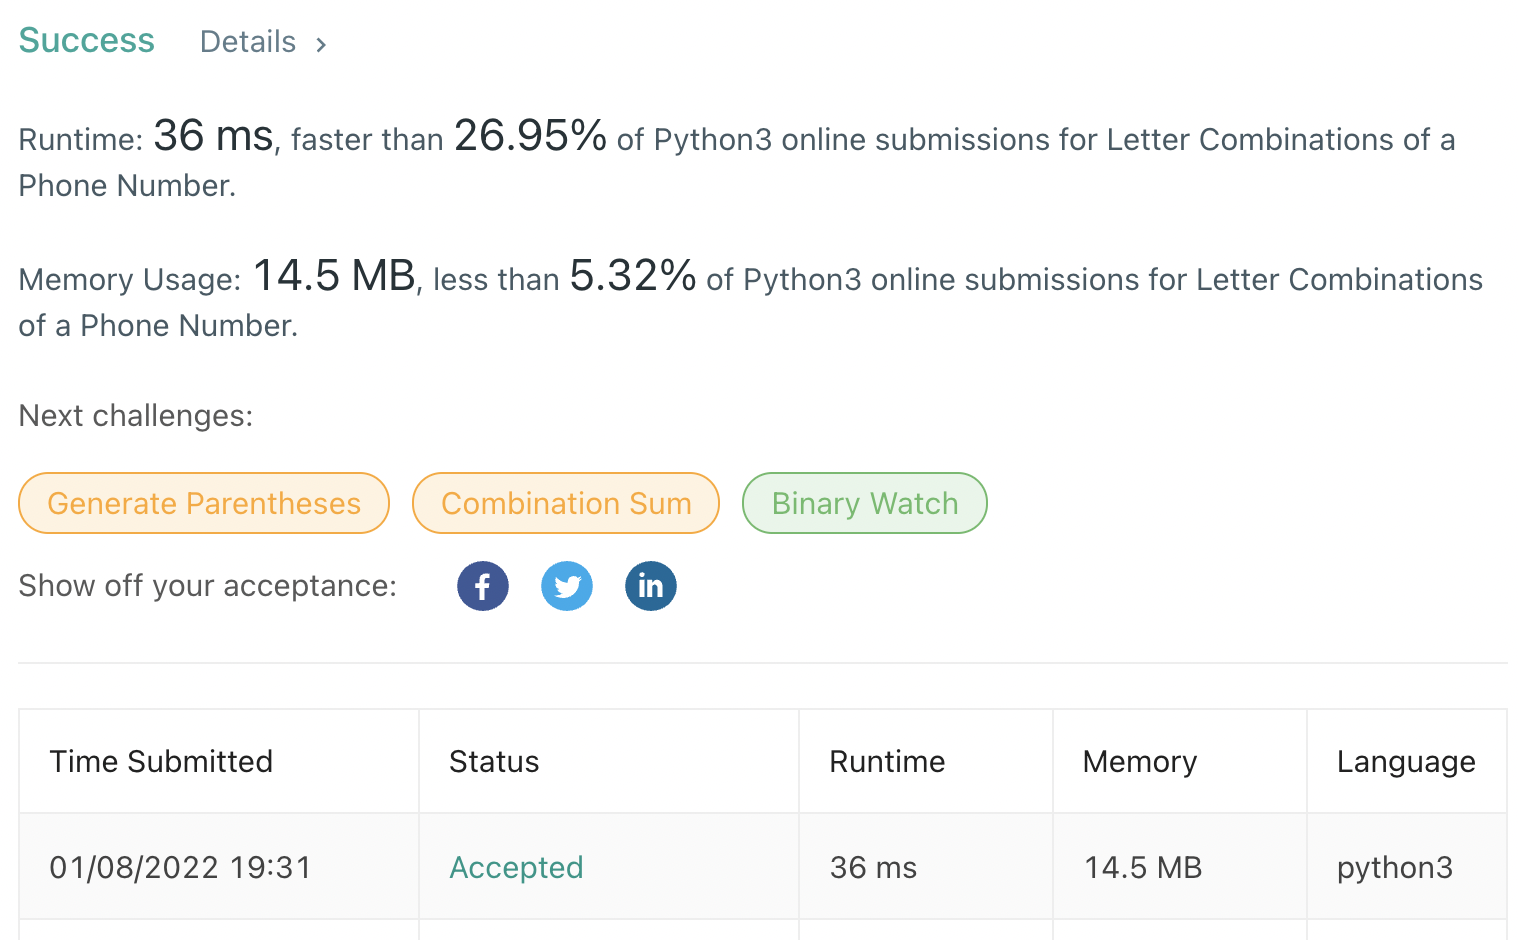 Success Details >
Runtime: 36 ms, faster than 26.95% of Python3 online submissions for Letter Combinations of a
Phone Number.
Memory Usage: 14.5 MB, less than 5.32% of Python3 online submissions for Letter Combinations
of a Phone Number.
Next challenges:
Generate Parentheses Combination Sum Binary Watch
Show off your acceptance: f in
Time Submitted Status Runtime Memory Language
01/08/2022 19:31 Accepted 36 ms 14.5 MB python3